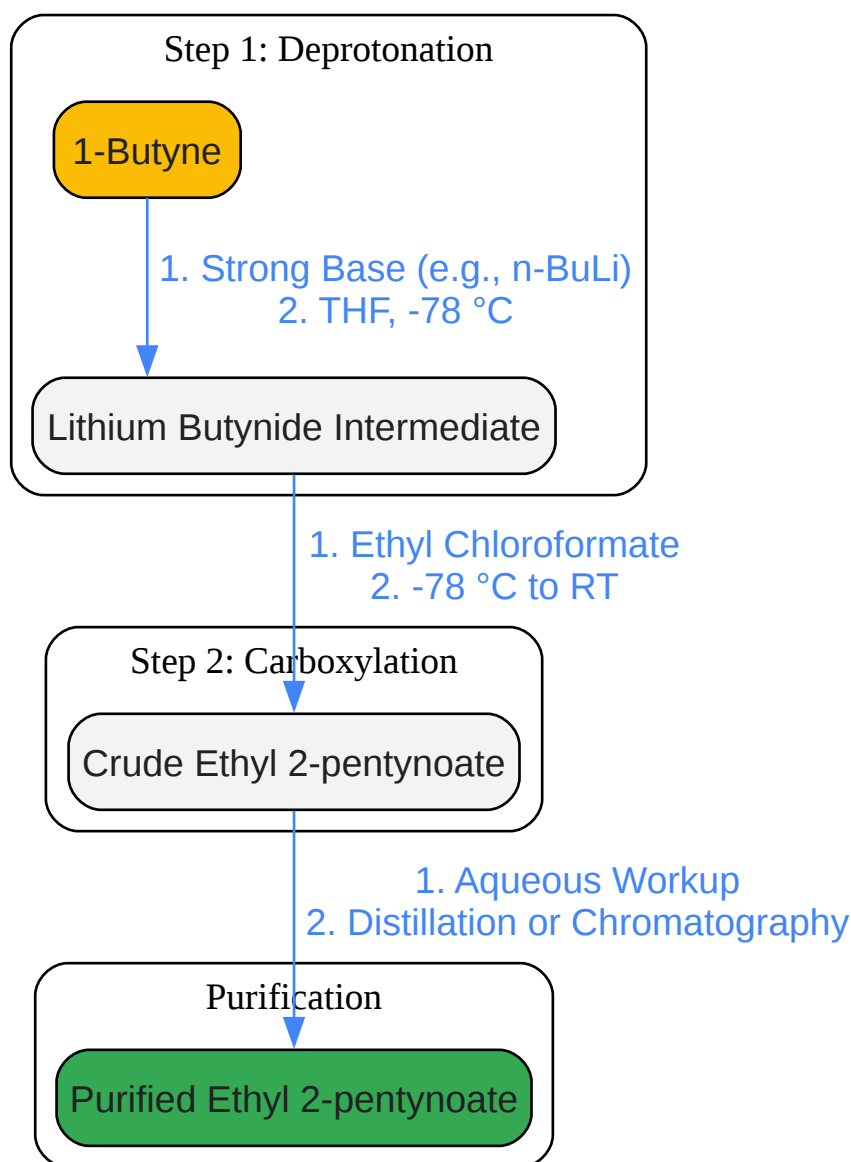 Step 1: Deprotonation
1-Butyne
1. Strong Base (e.g., n-BuLi)
2. THF, -78 °C
Lithium Butynide Intermediate
1. Ethyl Chloroformate
2. -78 °C to RT
Step 2: Carboxylation
Crude Ethyl 2-pentynoate
1. Aqueous Workup
2. Distillation or Chromatography
Purification
Purified Ethyl 2-pentynoate